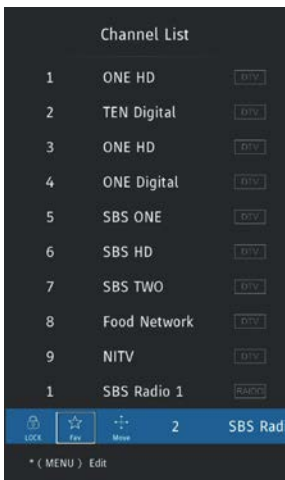 Channel List
1 ONE HD DTV
2 TEN Digital DTV
3 ONE HD DTV
4 ONE Digital DTV
5 SBS ONE DTV
6 SBS HD DTV
7 SBS TWO DTV
8 Food Network DTV
9 NITV DTV
1 SBS Radio 1 RADIO
LOCK Fav Move 2 SBS Rad
* ( MENU ) Edit